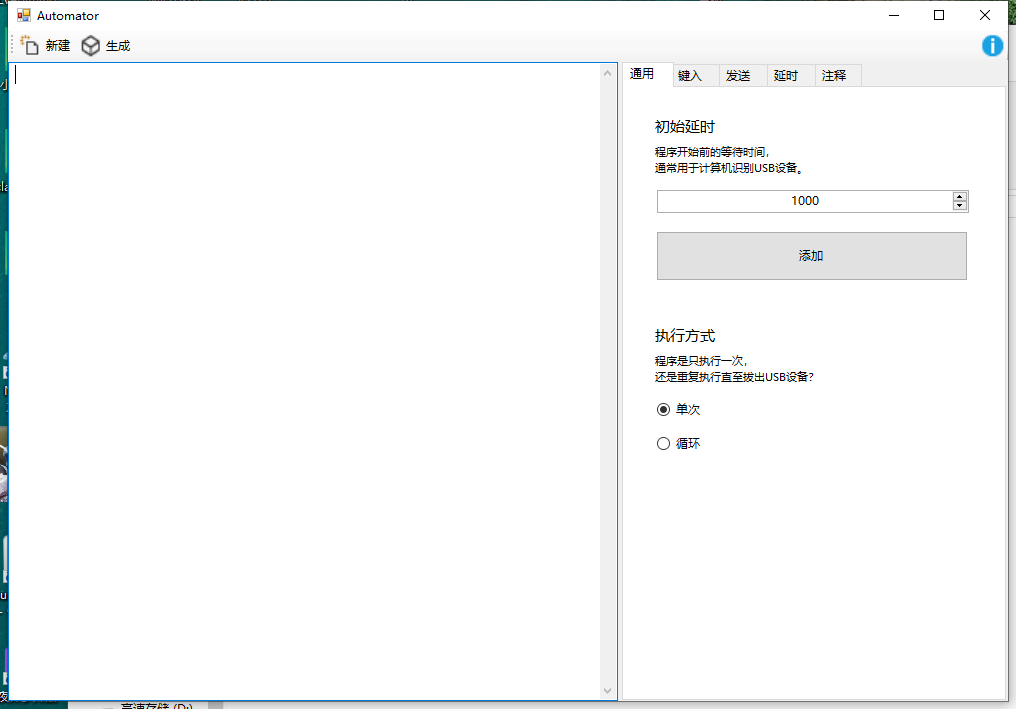 Automator
新建 生成
通用 键入 发送 延时 注释
初始延时
程序开始前的等待时间,
通常用于计算机识别USB设备。
1000
添加
执行方式
程序是只执行一次,
还是重复执行直至拔出USB设备?
单次
循环